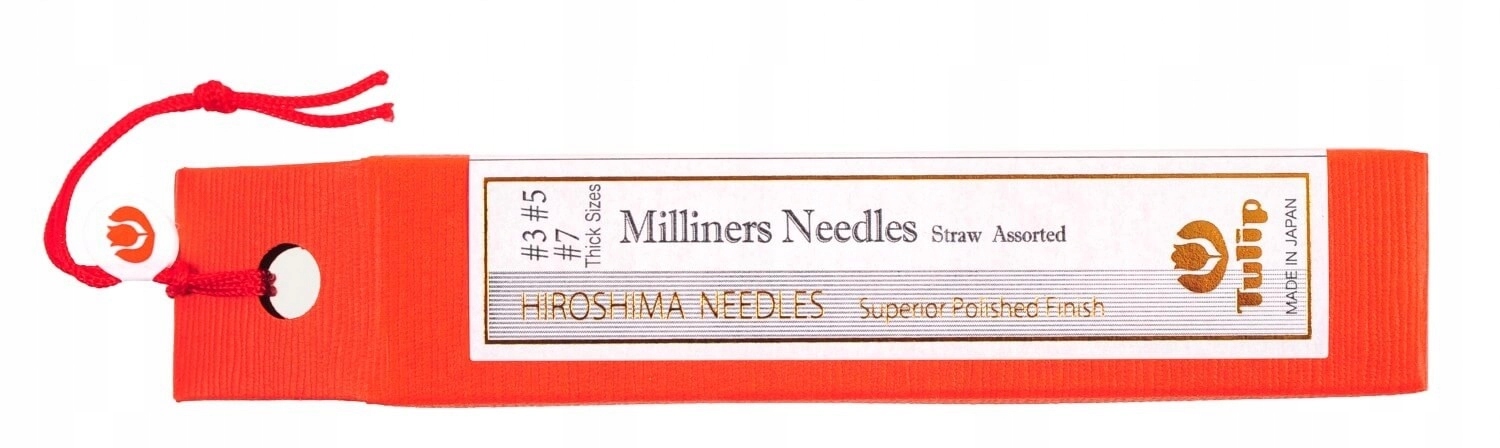 #3 #5
#7
Thick Sizes
Milliners Needles Straw Assorted
HIROSHIMA NEEDLES Superior Polished Finish
Tulip
MADE IN JAPAN